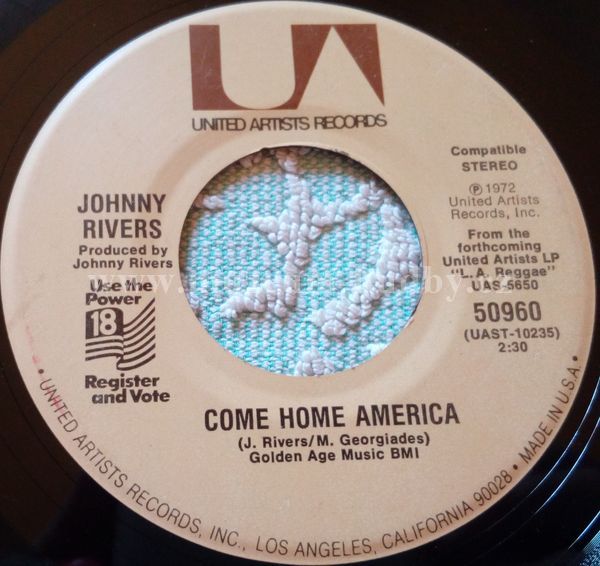 UA
UNITED ARTISTS RECORDS
JOHNNY
RIVERS
Produced by
Johnny Rivers
Use the
Power
18
Register
and Vote
Compatible
STEREO
℗ 1972
United Artists
Records, Inc.
From the
forthcoming
United Artists LP
"L.A. Reggae"
UAS-5650
50960
(UAST-10235)
2:30
COME HOME AMERICA
(J. Rivers/M. Georgiades)
Golden Age Music BMI
• UNITED ARTISTS RECORDS, INC., LOS ANGELES, CALIFORNIA 90028 • MADE IN U.S.A. •